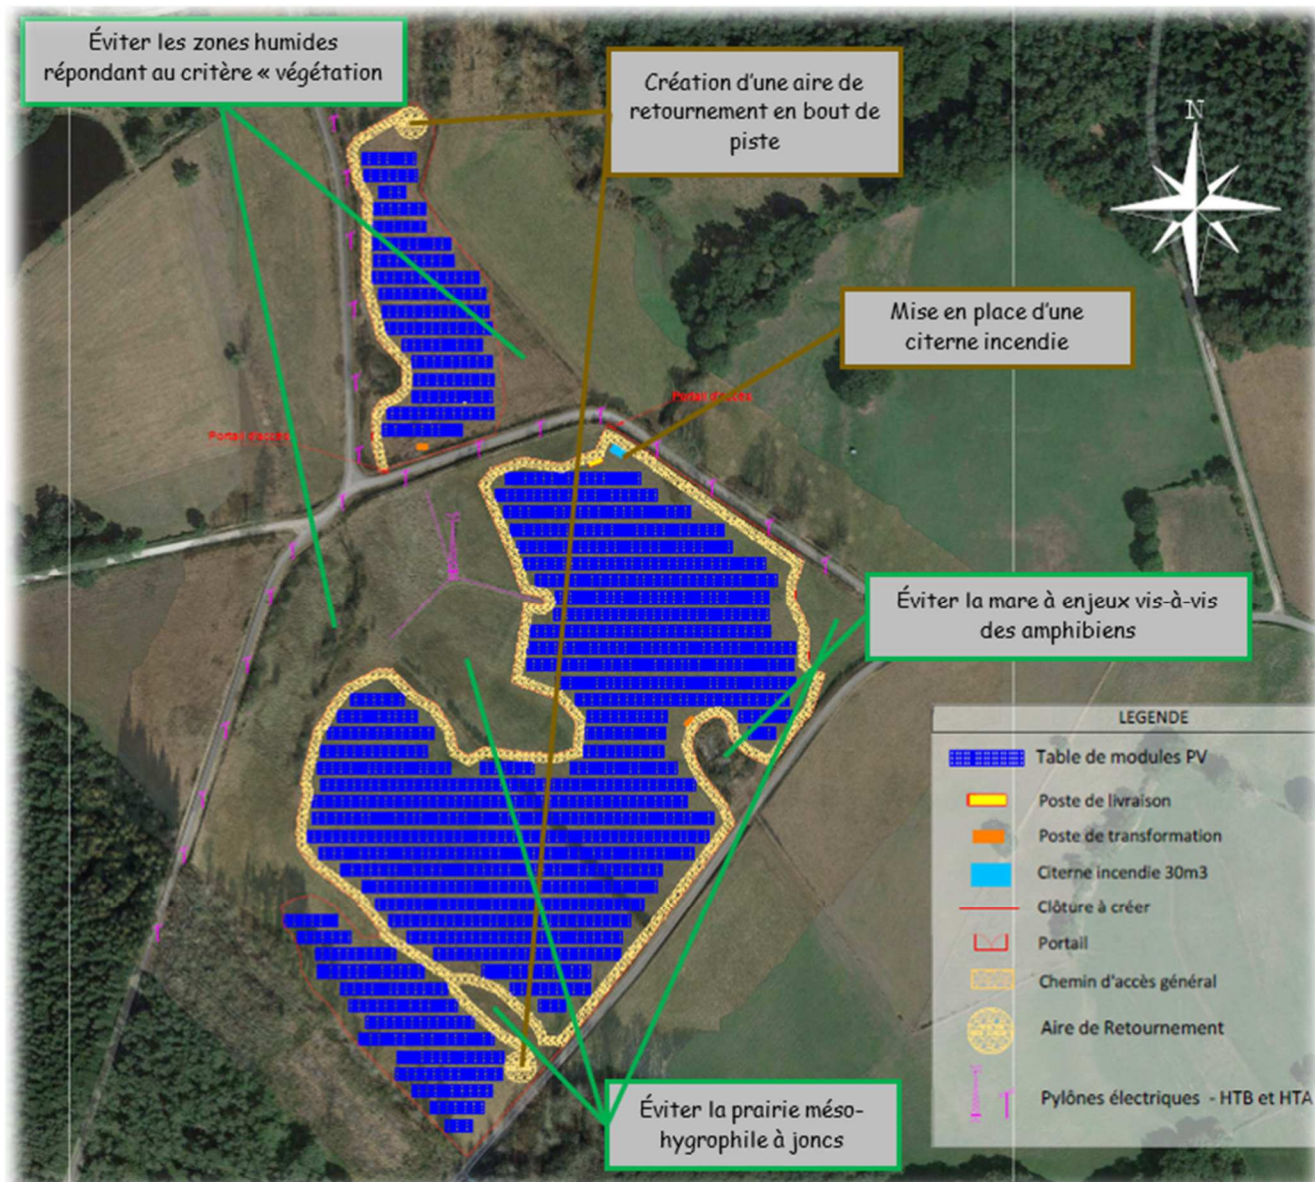 Éviter les zones humides
répondant au critère « végétation
Création d'une aire de
retournement en bout de
piste
N
Mise en place d'une
citerne incendie
Portail d'accès
Portail d'accès
Éviter la mare à enjeux vis-à-vis
des amphibiens
LEGENDE
Table de modules PV
Poste de livraison
Poste de transformation
Citerne incendie 30m3
Clôture à créer
Portail
Chemin d'accès général
Aire de Retournement
Pylônes électriques - HTB et HTA
Éviter la prairie méso-
hygrophile à joncs